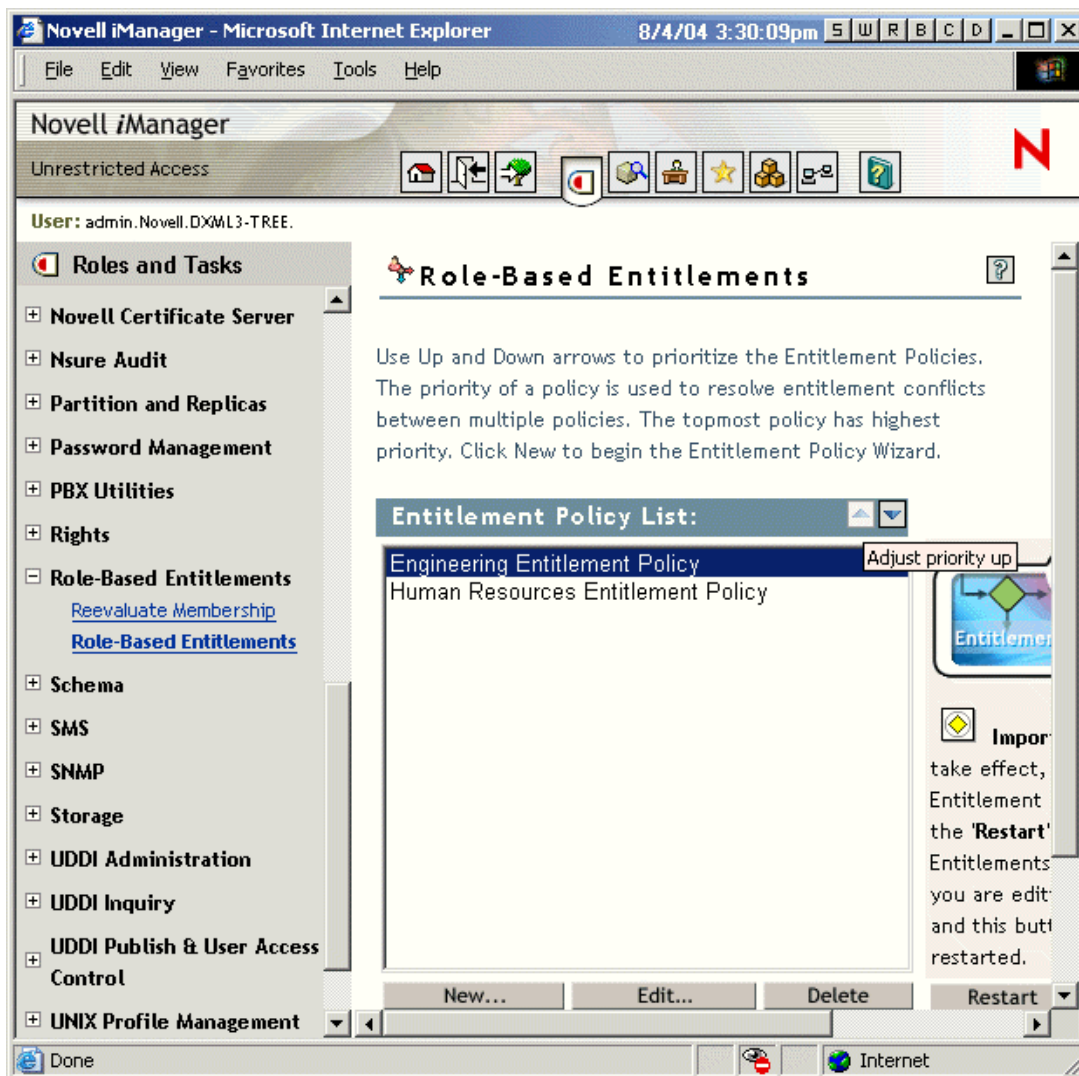 Novell iManager - Microsoft Internet Explorer 8/4/04 3:30:09pm S W R B C D
File Edit View Favorites Tools Help
Novell iManager
Unrestricted Access
N
User: admin.Novell.DXML3-TREE.
Roles and Tasks
Novell Certificate Server
Nsure Audit
Partition and Replicas
Password Management
PBX Utilities
Rights
Role-Based Entitlements
Reevaluate Membership
Role-Based Entitlements
Schema
SMS
SNMP
Storage
UDDI Administration
UDDI Inquiry
UDDI Publish & User Access
Control
UNIX Profile Management
Role-Based Entitlements
Use Up and Down arrows to prioritize the Entitlement Policies.
The priority of a policy is used to resolve entitlement conflicts
between multiple policies. The topmost policy has highest
priority. Click New to begin the Entitlement Policy Wizard.
Entitlement Policy List:
Adjust priority up
Engineering Entitlement Policy
Human Resources Entitlement Policy
Entitlemen
Impor
take effect,
Entitlement
the 'Restart'
Entitlements
you are edit
and this butt
restarted.
New... Edit... Delete Restart
Done Internet